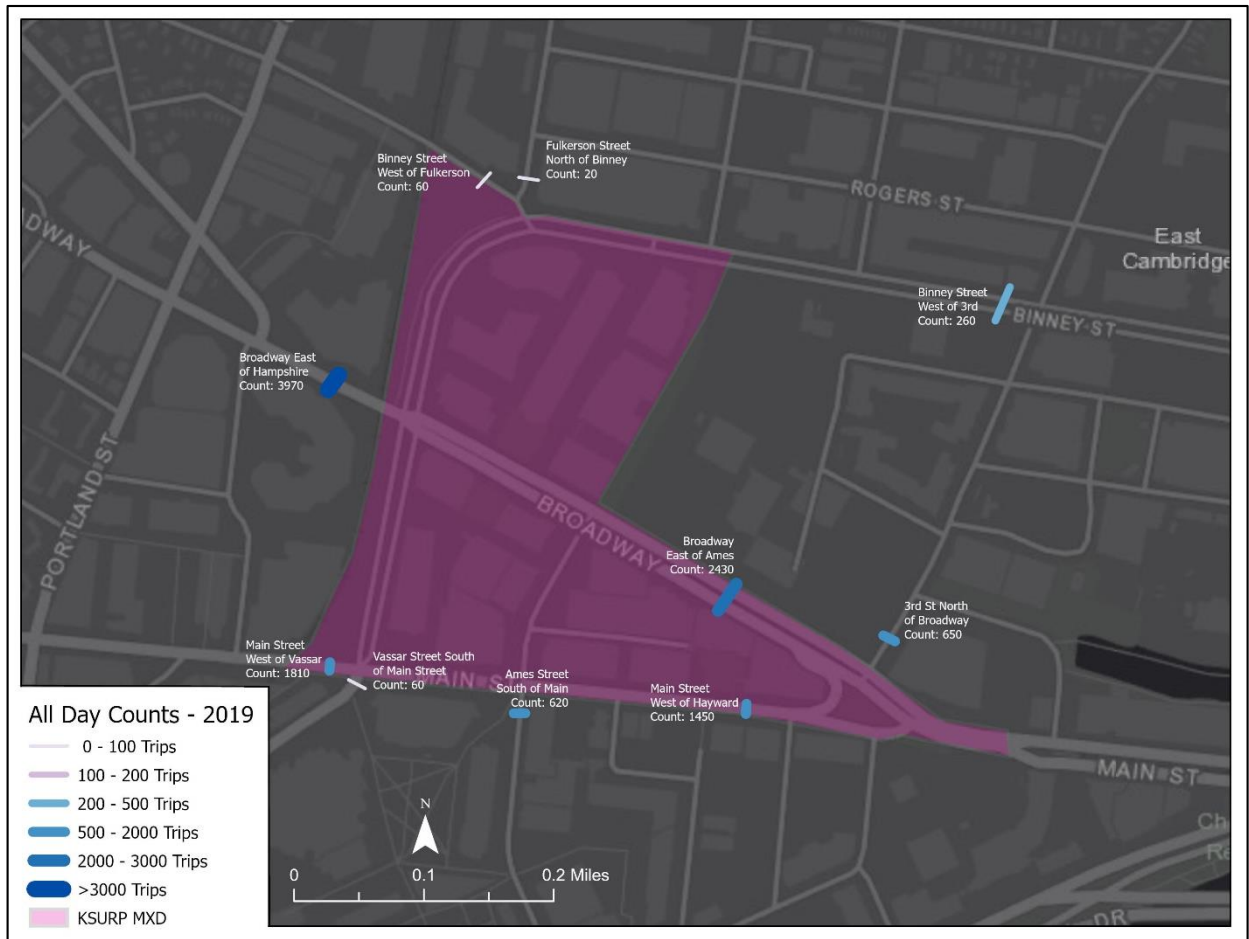 Binney Street
West of Fulkerson
Count: 60
Fulkerson Street
North of Binney
Count: 20
ROGERS ST
East
Cambridge
Binney Street
West of 3rd
Count: 260
BINNEY ST
Broadway East
of Hampshire
Count: 3970
PORTLAND ST
BROADWAY
Broadway
East of Ames
Count: 2430
3rd St North
of Broadway
Count: 650
Main Street
West of Vassar
Count: 1810
Vassar Street South
of Main Street
Count: 60
MAIN ST
Ames Street
South of Main
Count: 620
Main Street
West of Hayward
Count: 1450
MAIN ST
All Day Counts - 2019
0 - 100 Trips
100 - 200 Trips
200 - 500 Trips
500 - 2000 Trips
2000 - 3000 Trips
>3000 Trips
KSURP MXD
N
0
0.1
0.2 Miles
DR